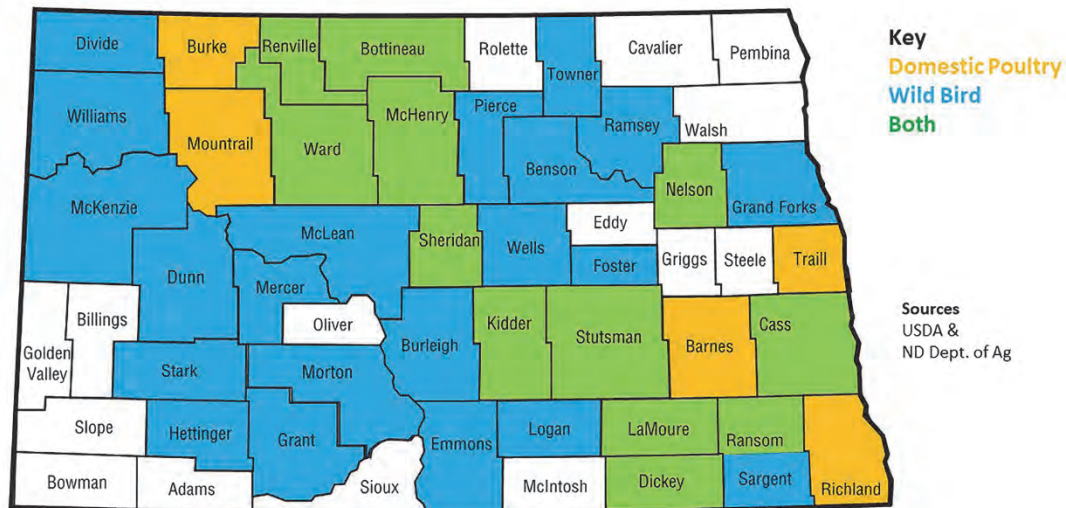 Divide
Burke
Renville
Bottineau
Rolette
Towner
Cavalier
Pembina
Williams
Mountrail
Ward
McHenry
Pierce
Benson
Ramsey
Walsh
Nelson
Grand Forks
McKenzie
Dunn
McLean
Mercer
Oliver
Sheridan
Wells
Eddy
Foster
Griggs
Steele
Traill
Golden
Valley
Billings
Stark
Morton
Burleigh
Kidder
Stutsman
Barnes
Cass
Slope
Hettinger
Grant
Emmons
Logan
LaMoure
Ransom
Bowman
Adams
Sioux
McIntosh
Dickey
Sargent
Richland
Key
Domestic Poultry
Wild Bird
Both
Sources
USDA &
ND Dept. of Ag